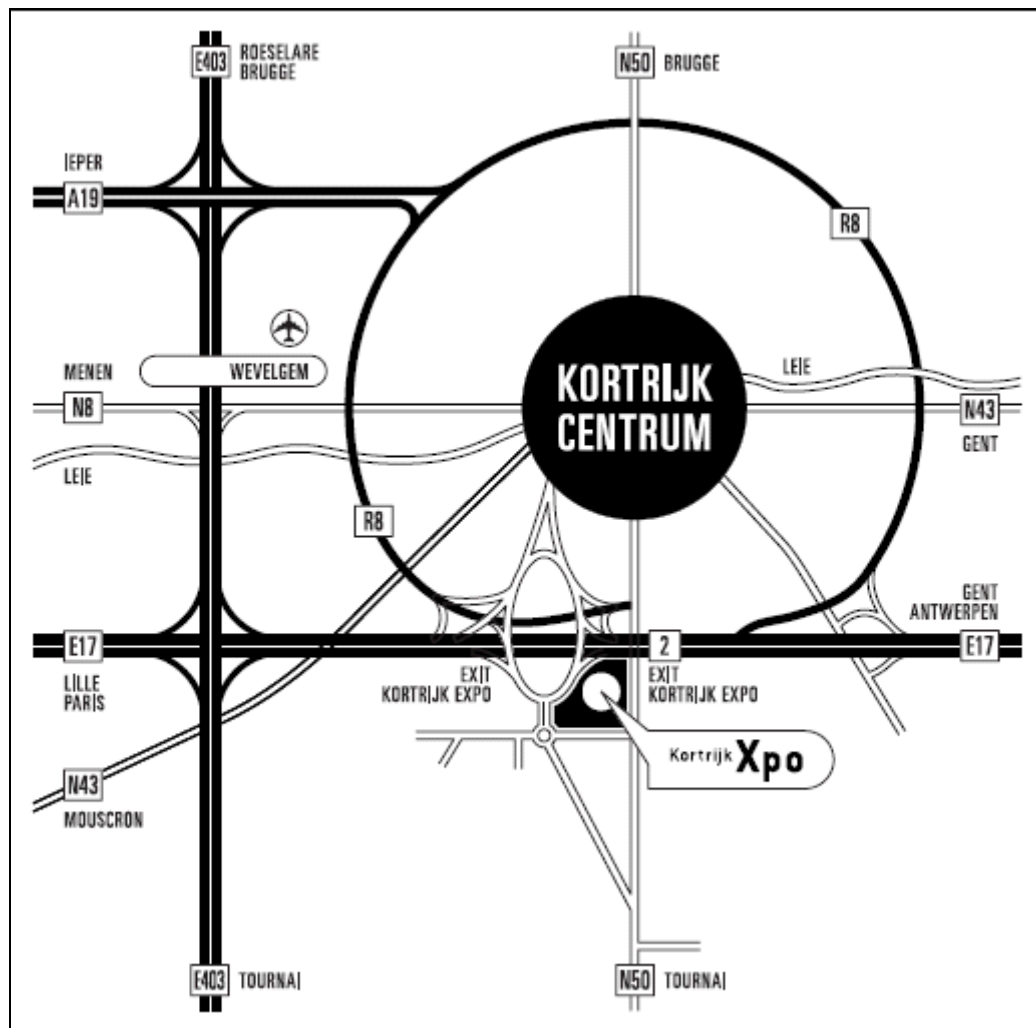 E403
ROESELARE
BRUGGE
N50
BRUGGE
IEPER
A19
R8
MENEN
WEVELGEM
KORTRIJK
CENTRUM
LEIE
N8
N43
GENT
LEIE
R8
GENT
ANTWERPEN
E17
2
E17
LILLE
PARIS
EXIT
KORTRIJK EXPO
EXIT
KORTRIJK EXPO
Kortrijk Xpo
N43
MOUSCRON
E403
TOURNAI
N50
TOURNAI